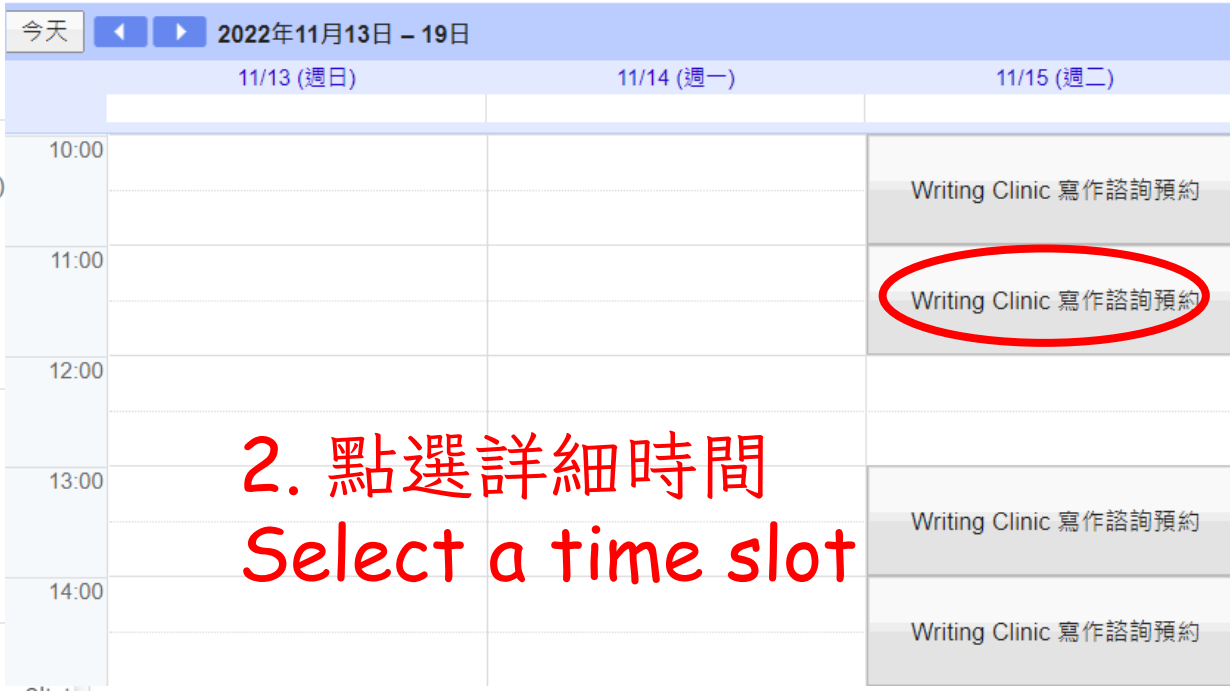 今天 2022年11月13日 – 19日
11/13 (週日) 11/14 (週一) 11/15 (週二)
10:00
)
Writing Clinic 寫作諮詢預約
11:00
Writing Clinic 寫作諮詢預約
12:00
2. 點選詳細時間
13:00
Writing Clinic 寫作諮詢預約
Select a time slot
14:00
Writing Clinic 寫作諮詢預約